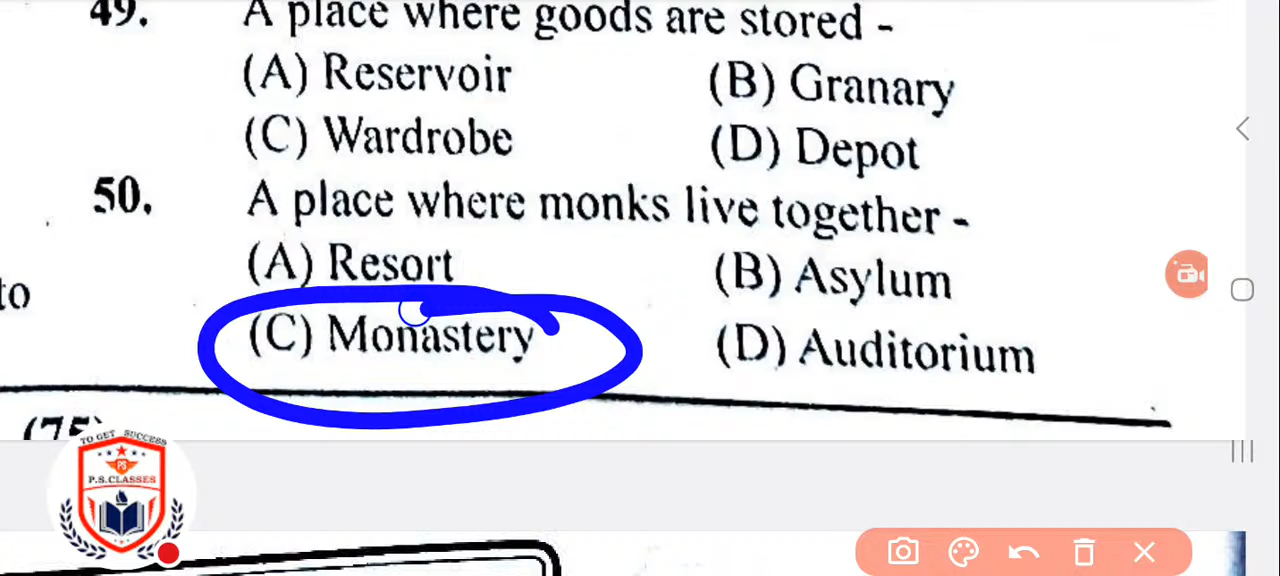 49. A place where goods are stored -
(A) Reservoir (B) Granary
(C) Wardrobe (D) Depot
50. A place where monks live together -
(A) Resort (B) Asylum
to
(C) Monastery (D) Auditorium
(75)
TO GET SUCCESS
PS
P.S.CLASSES